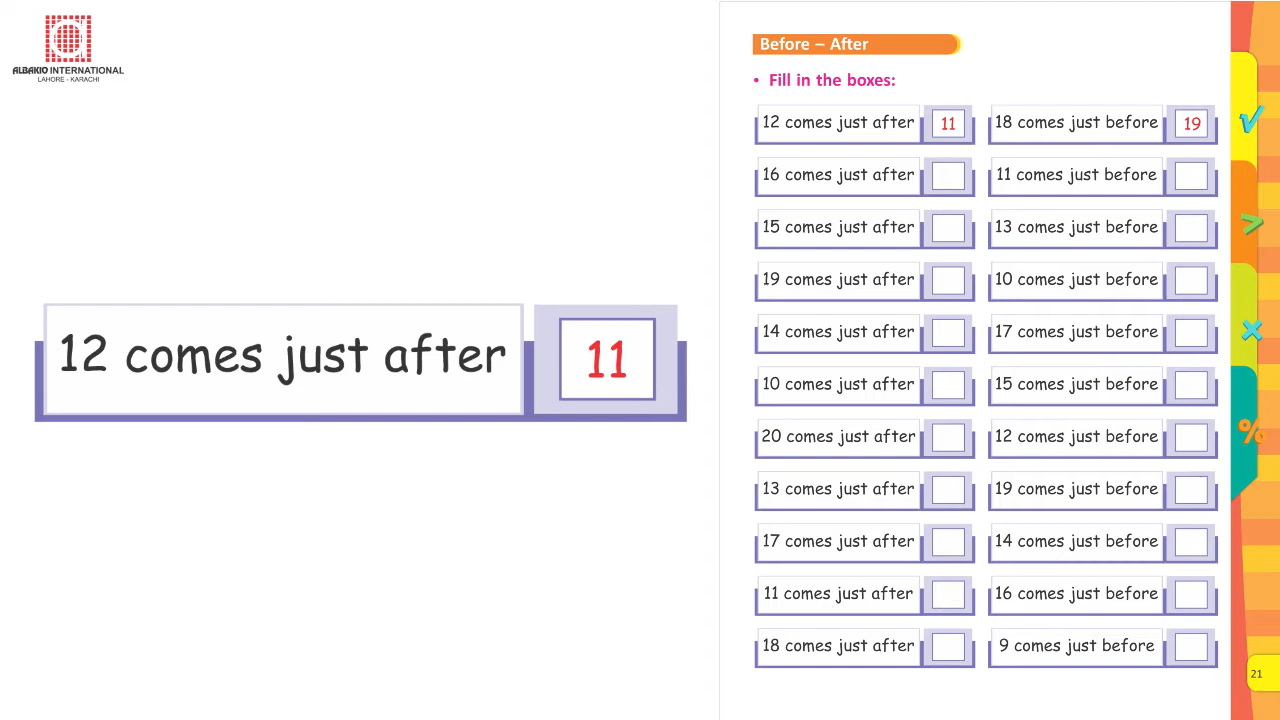 ALBAKIO INTERNATIONAL
LAHORE - KARACHI
12 comes just after 11
Before – After
• Fill in the boxes:
12 comes just after 11
18 comes just before 19
16 comes just after
11 comes just before
15 comes just after
13 comes just before
19 comes just after
10 comes just before
14 comes just after
17 comes just before
10 comes just after
15 comes just before
20 comes just after
12 comes just before
13 comes just after
19 comes just before
17 comes just after
14 comes just before
11 comes just after
16 comes just before
18 comes just after
9 comes just before
21